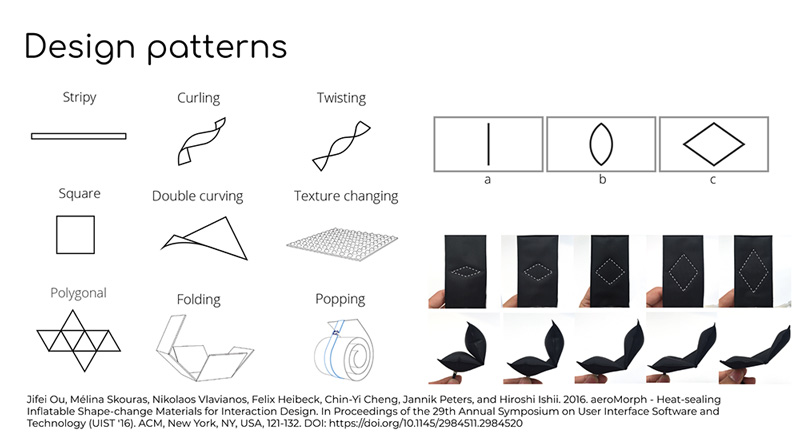 Design patterns
Stripy
Curling
Twisting
Square
Double curving
Texture changing
Polygonal
Folding
Popping
a
b
c
Jifei Ou, Mélina Skouras, Nikolaos Vlavianos, Felix Heibeck, Chin-Yi Cheng, Jannik Peters, and Hiroshi Ishii. 2016. aeroMorph - Heat-sealing
Inflatable Shape-change Materials for Interaction Design. In Proceedings of the 29th Annual Symposium on User Interface Software and
Technology (UIST '16). ACM, New York, NY, USA, 121-132. DOI: https://doi.org/10.1145/2984511.2984520